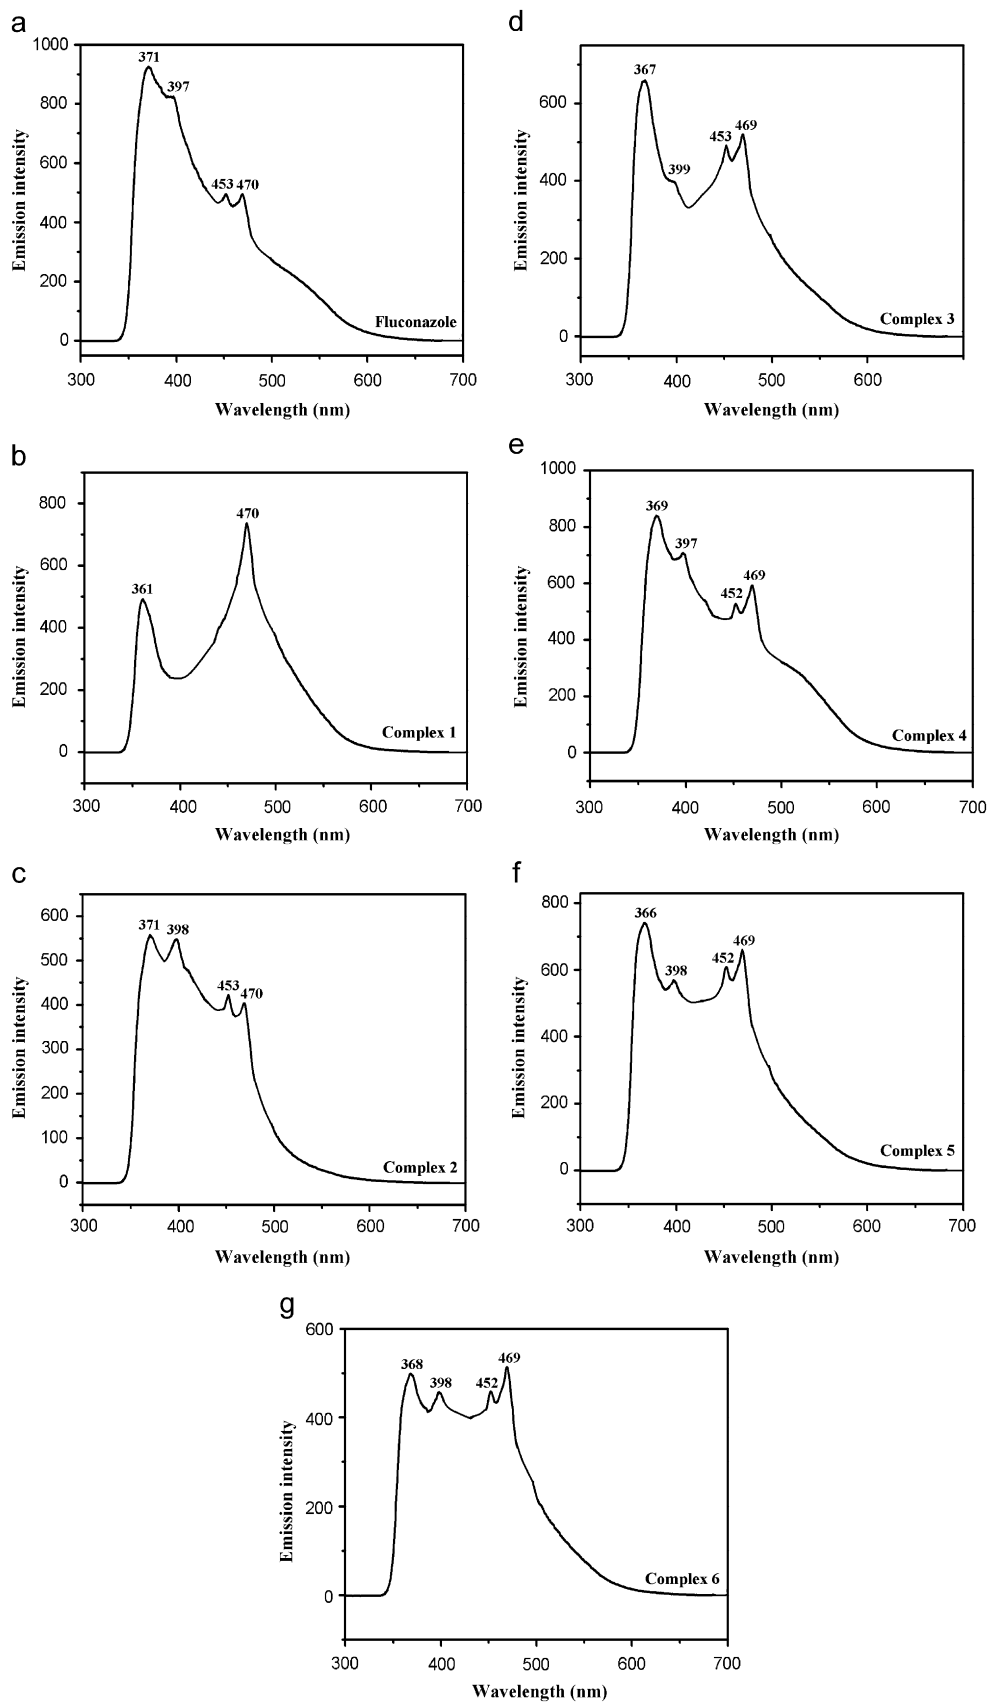 a
1000
800
600
400
200
0
Emission intensity
371
397
453 470
Fluconazole
300 400 500 600 700
Wavelength (nm)
b
800
600
400
200
0
Emission intensity
361
470
Complex 1
300 400 500 600 700
Wavelength (nm)
c
600
500
400
300
200
100
0
Emission intensity
371 398
453 470
Complex 2
300 400 500 600 700
Wavelength (nm)
d
600
400
200
0
Emission intensity
367
399
453 469
Complex 3
300 400 500 600
Wavelength (nm)
e
1000
800
600
400
200
0
Emission intensity
369
397
452 469
Complex 4
300 400 500 600 700
Wavelength (nm)
f
800
600
400
200
0
Emission intensity
366
398
452 469
Complex 5
300 400 500 600 700
Wavelength (nm)
g
600
400
200
0
Emission intensity
368
398
452 469
Complex 6
300 400 500 600 700
Wavelength (nm)